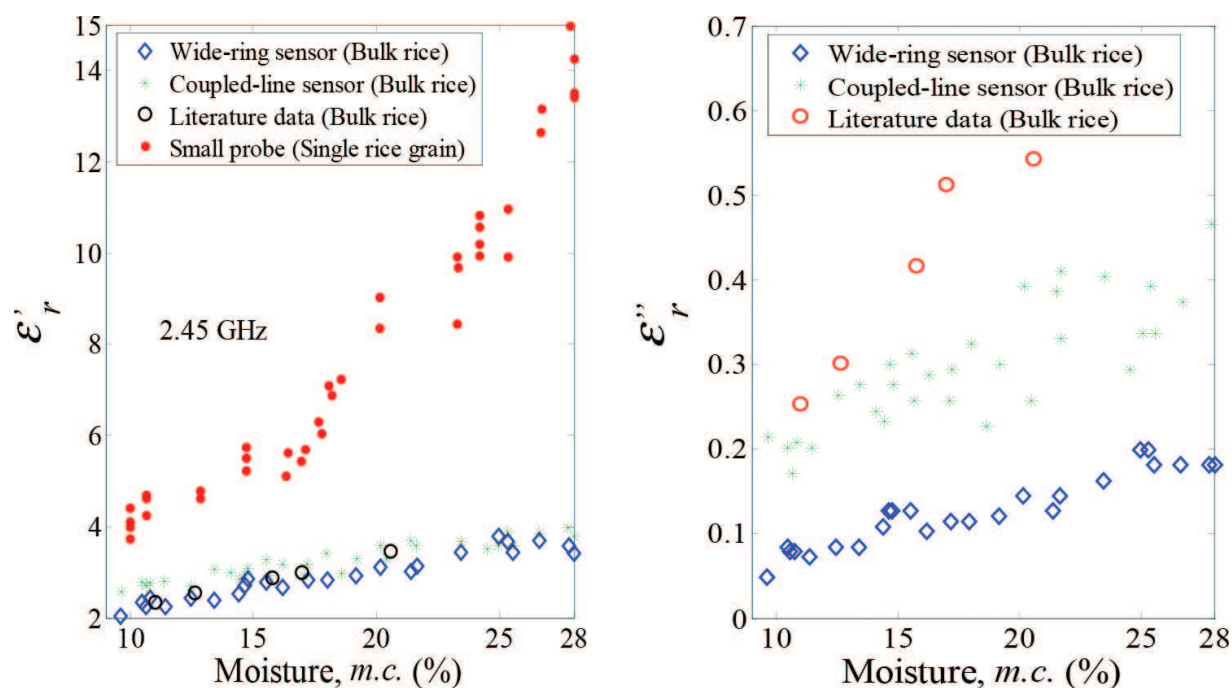 15
14
12
10
8
6
4
2
Wide-ring sensor (Bulk rice)
Coupled-line sensor (Bulk rice)
Literature data (Bulk rice)
Small probe (Single rice grain)
2.45 GHz
ε'r
10 15 20 25 28
Moisture, m.c. (%)
0.7
0.6
0.5
0.4
0.3
0.2
0.1
0
Wide-ring sensor (Bulk rice)
Coupled-line sensor (Bulk rice)
Literature data (Bulk rice)
ε''r
10 15 20 25 28
Moisture, m.c. (%)